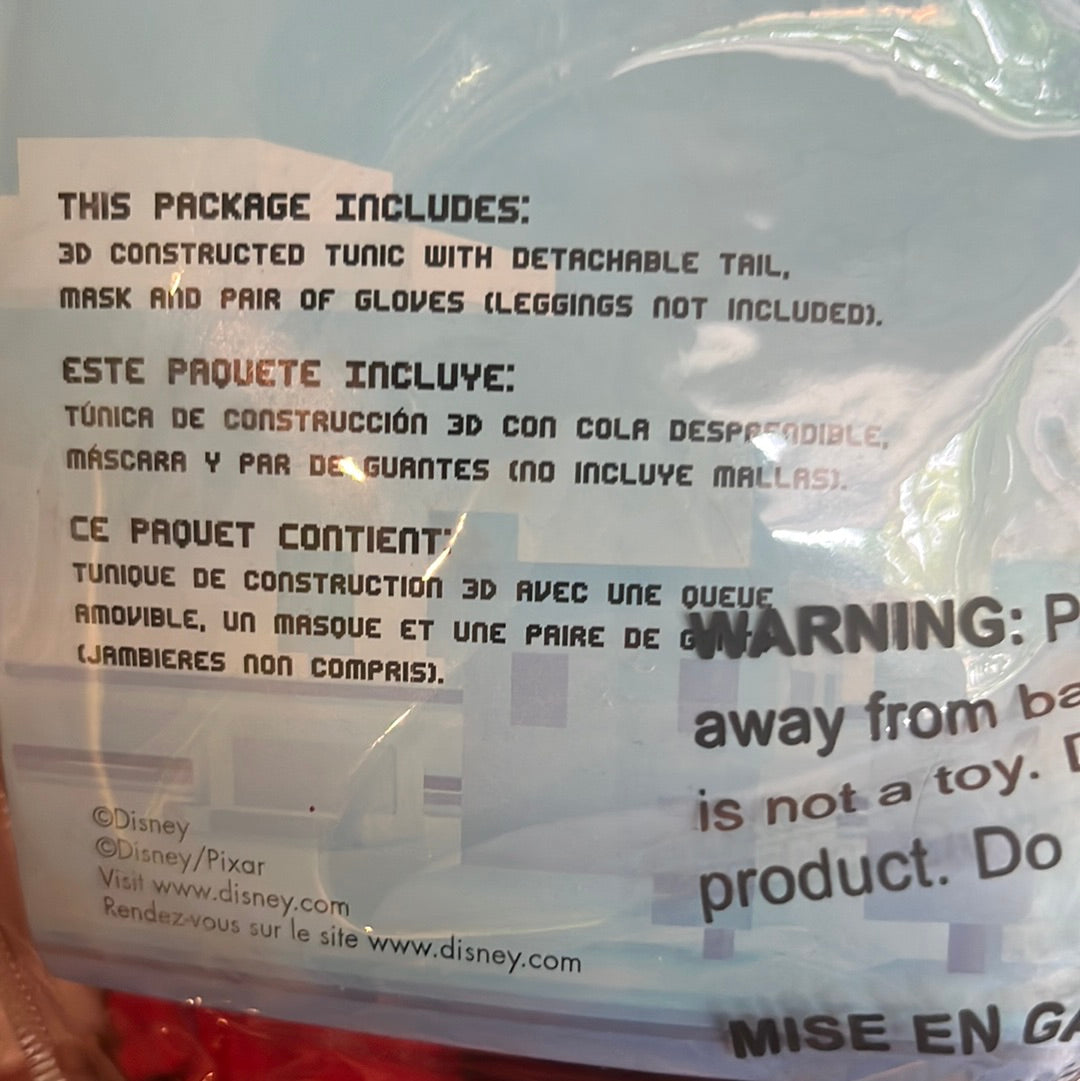 THIS PACKAGE INCLUDES:
3D CONSTRUCTED TUNIC WITH DETACHABLE TAIL,
MASK AND PAIR OF GLOVES (LEGGINGS NOT INCLUDED).
ESTE PAQUETE INCLUYE:
TÚNICA DE CONSTRUCCIÓN 3D CON COLA DESPRENDIBLE,
MÁSCARA Y PAR DE GUANTES (NO INCLUYE MALLAS).
CE PAQUET CONTIENT:
TUNIQUE DE CONSTRUCTION 3D AVEC UNE QUEUE
AMOVIBLE, UN MASQUE ET UNE PAIRE DE
(JAMBIERES NON COMPRIS).
©Disney
©Disney/Pixar
Visit www.disney.com
Rendez-vous sur le site www.disney.com
WARNING:
away from
is not a toy.
product. Do
MISE EN